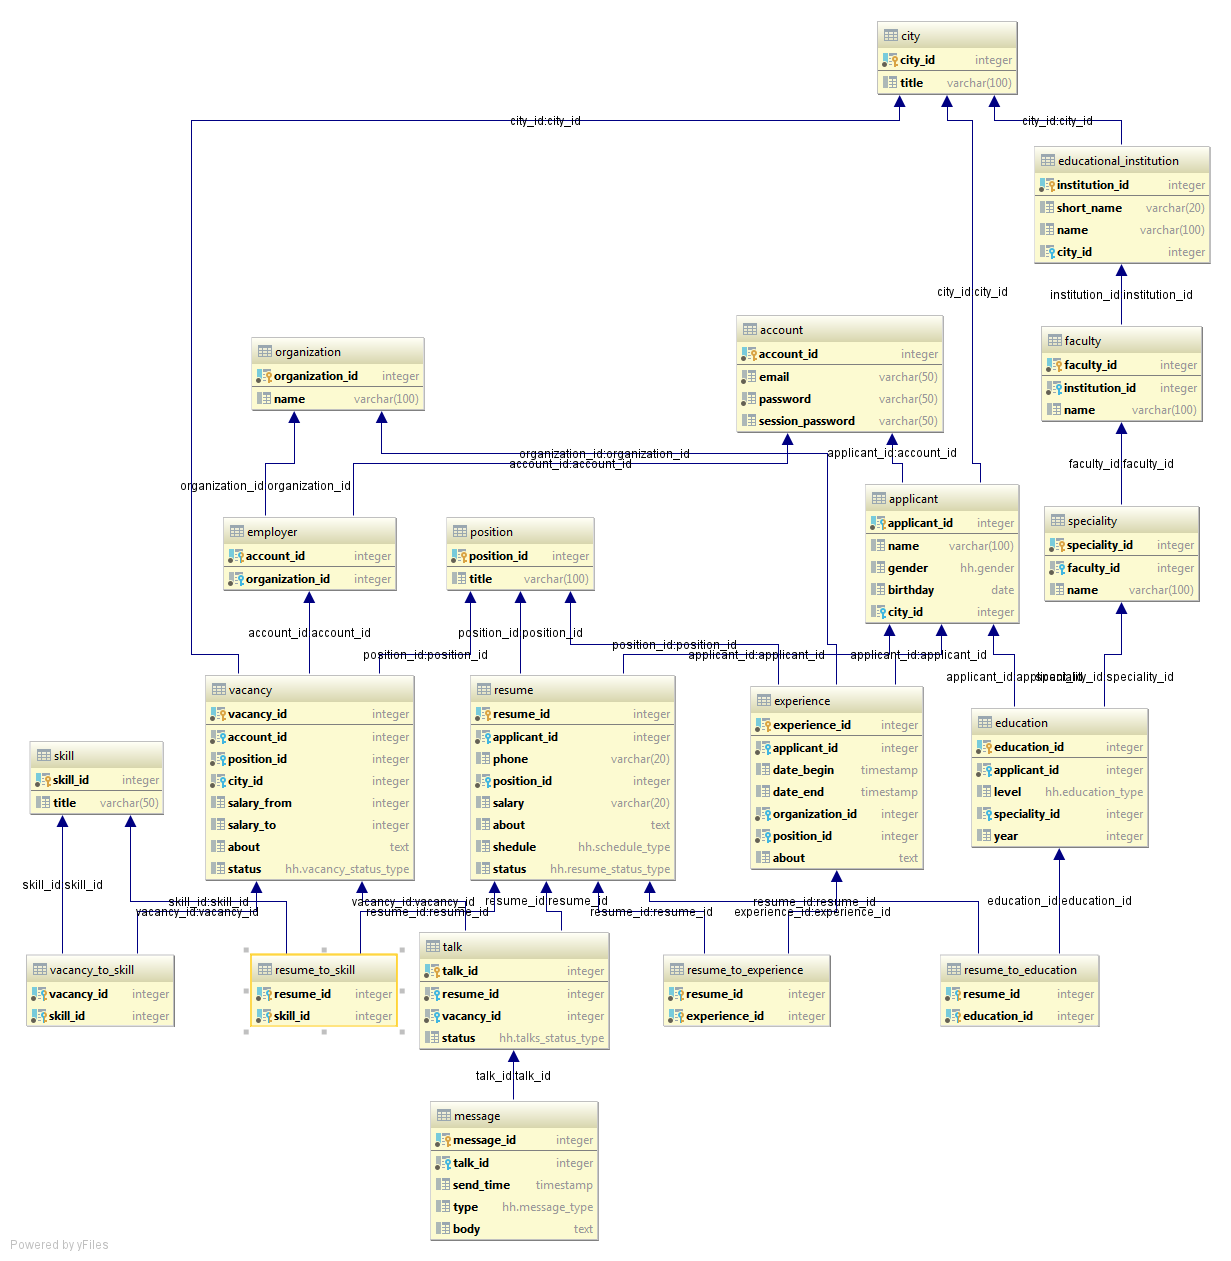 city
city_id integer
title varchar(100)
city_id:city_id
city_id:city_id
educational_institution
institution_id integer
short_name varchar(20)
name varchar(100)
city_id integer
city_id:city_id
institution_id:institution_id
organization
organization_id integer
name varchar(100)
account
account_id integer
email varchar(50)
password varchar(50)
session_password varchar(50)
faculty
faculty_id integer
institution_id integer
name varchar(100)
organization_id:organization_id
account_id:account_id
applicant_id:account_id
faculty_id:faculty_id
organization_id:organization_id
employer
account_id integer
organization_id integer
position
position_id integer
title varchar(100)
applicant
applicant_id integer
name varchar(100)
gender hh.gender
birthday date
city_id integer
speciality
speciality_id integer
faculty_id integer
name varchar(100)
account_id:account_id
position_id:position_id
position_id:position_id
position_id:position_id
applicant_id:applicant_id
applicant_id:applicant_id
applicant_id:applicant_id
speciality_id:speciality_id
vacancy
vacancy_id integer
account_id integer
position_id integer
city_id integer
salary_from integer
salary_to integer
about text
status hh.vacancy_status_type
resume
resume_id integer
applicant_id integer
phone varchar(20)
position_id integer
salary varchar(20)
about text
shedule hh.schedule_type
status hh.resume_status_type
experience
experience_id integer
applicant_id integer
date_begin timestamp
date_end timestamp
organization_id integer
position_id integer
about text
education
education_id integer
applicant_id integer
level hh.education_type
speciality_id integer
year integer
skill
skill_id integer
title varchar(50)
skill_id:skill_id
skill_id:skill_id
vacancy_id:vacancy_id
vacancy_id:vacancy_id
resume_id:resume_id
resume_id:resume_id
resume_id:resume_id
resume_id:resume_id
experience_id:experience_id
education_id:education_id
vacancy_to_skill
vacancy_id integer
skill_id integer
resume_to_skill
resume_id integer
skill_id integer
talk
talk_id integer
resume_id integer
vacancy_id integer
status hh.talks_status_type
resume_to_experience
resume_id integer
experience_id integer
resume_to_education
resume_id integer
education_id integer
talk_id:talk_id
message
message_id integer
talk_id integer
send_time timestamp
type hh.message_type
body text
Powered by yFiles